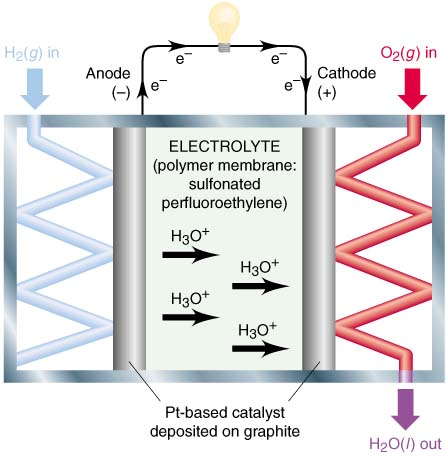 H₂(g) in
O₂(g) in
e⁻
e⁻
Anode
(–)
e⁻
e⁻
Cathode
(+)
ELECTROLYTE
(polymer membrane:
sulfonated
perfluoroethylene)
H₃O⁺
H₃O⁺
H₃O⁺
H₃O⁺
Pt-based catalyst
deposited on graphite
H₂O(l) out